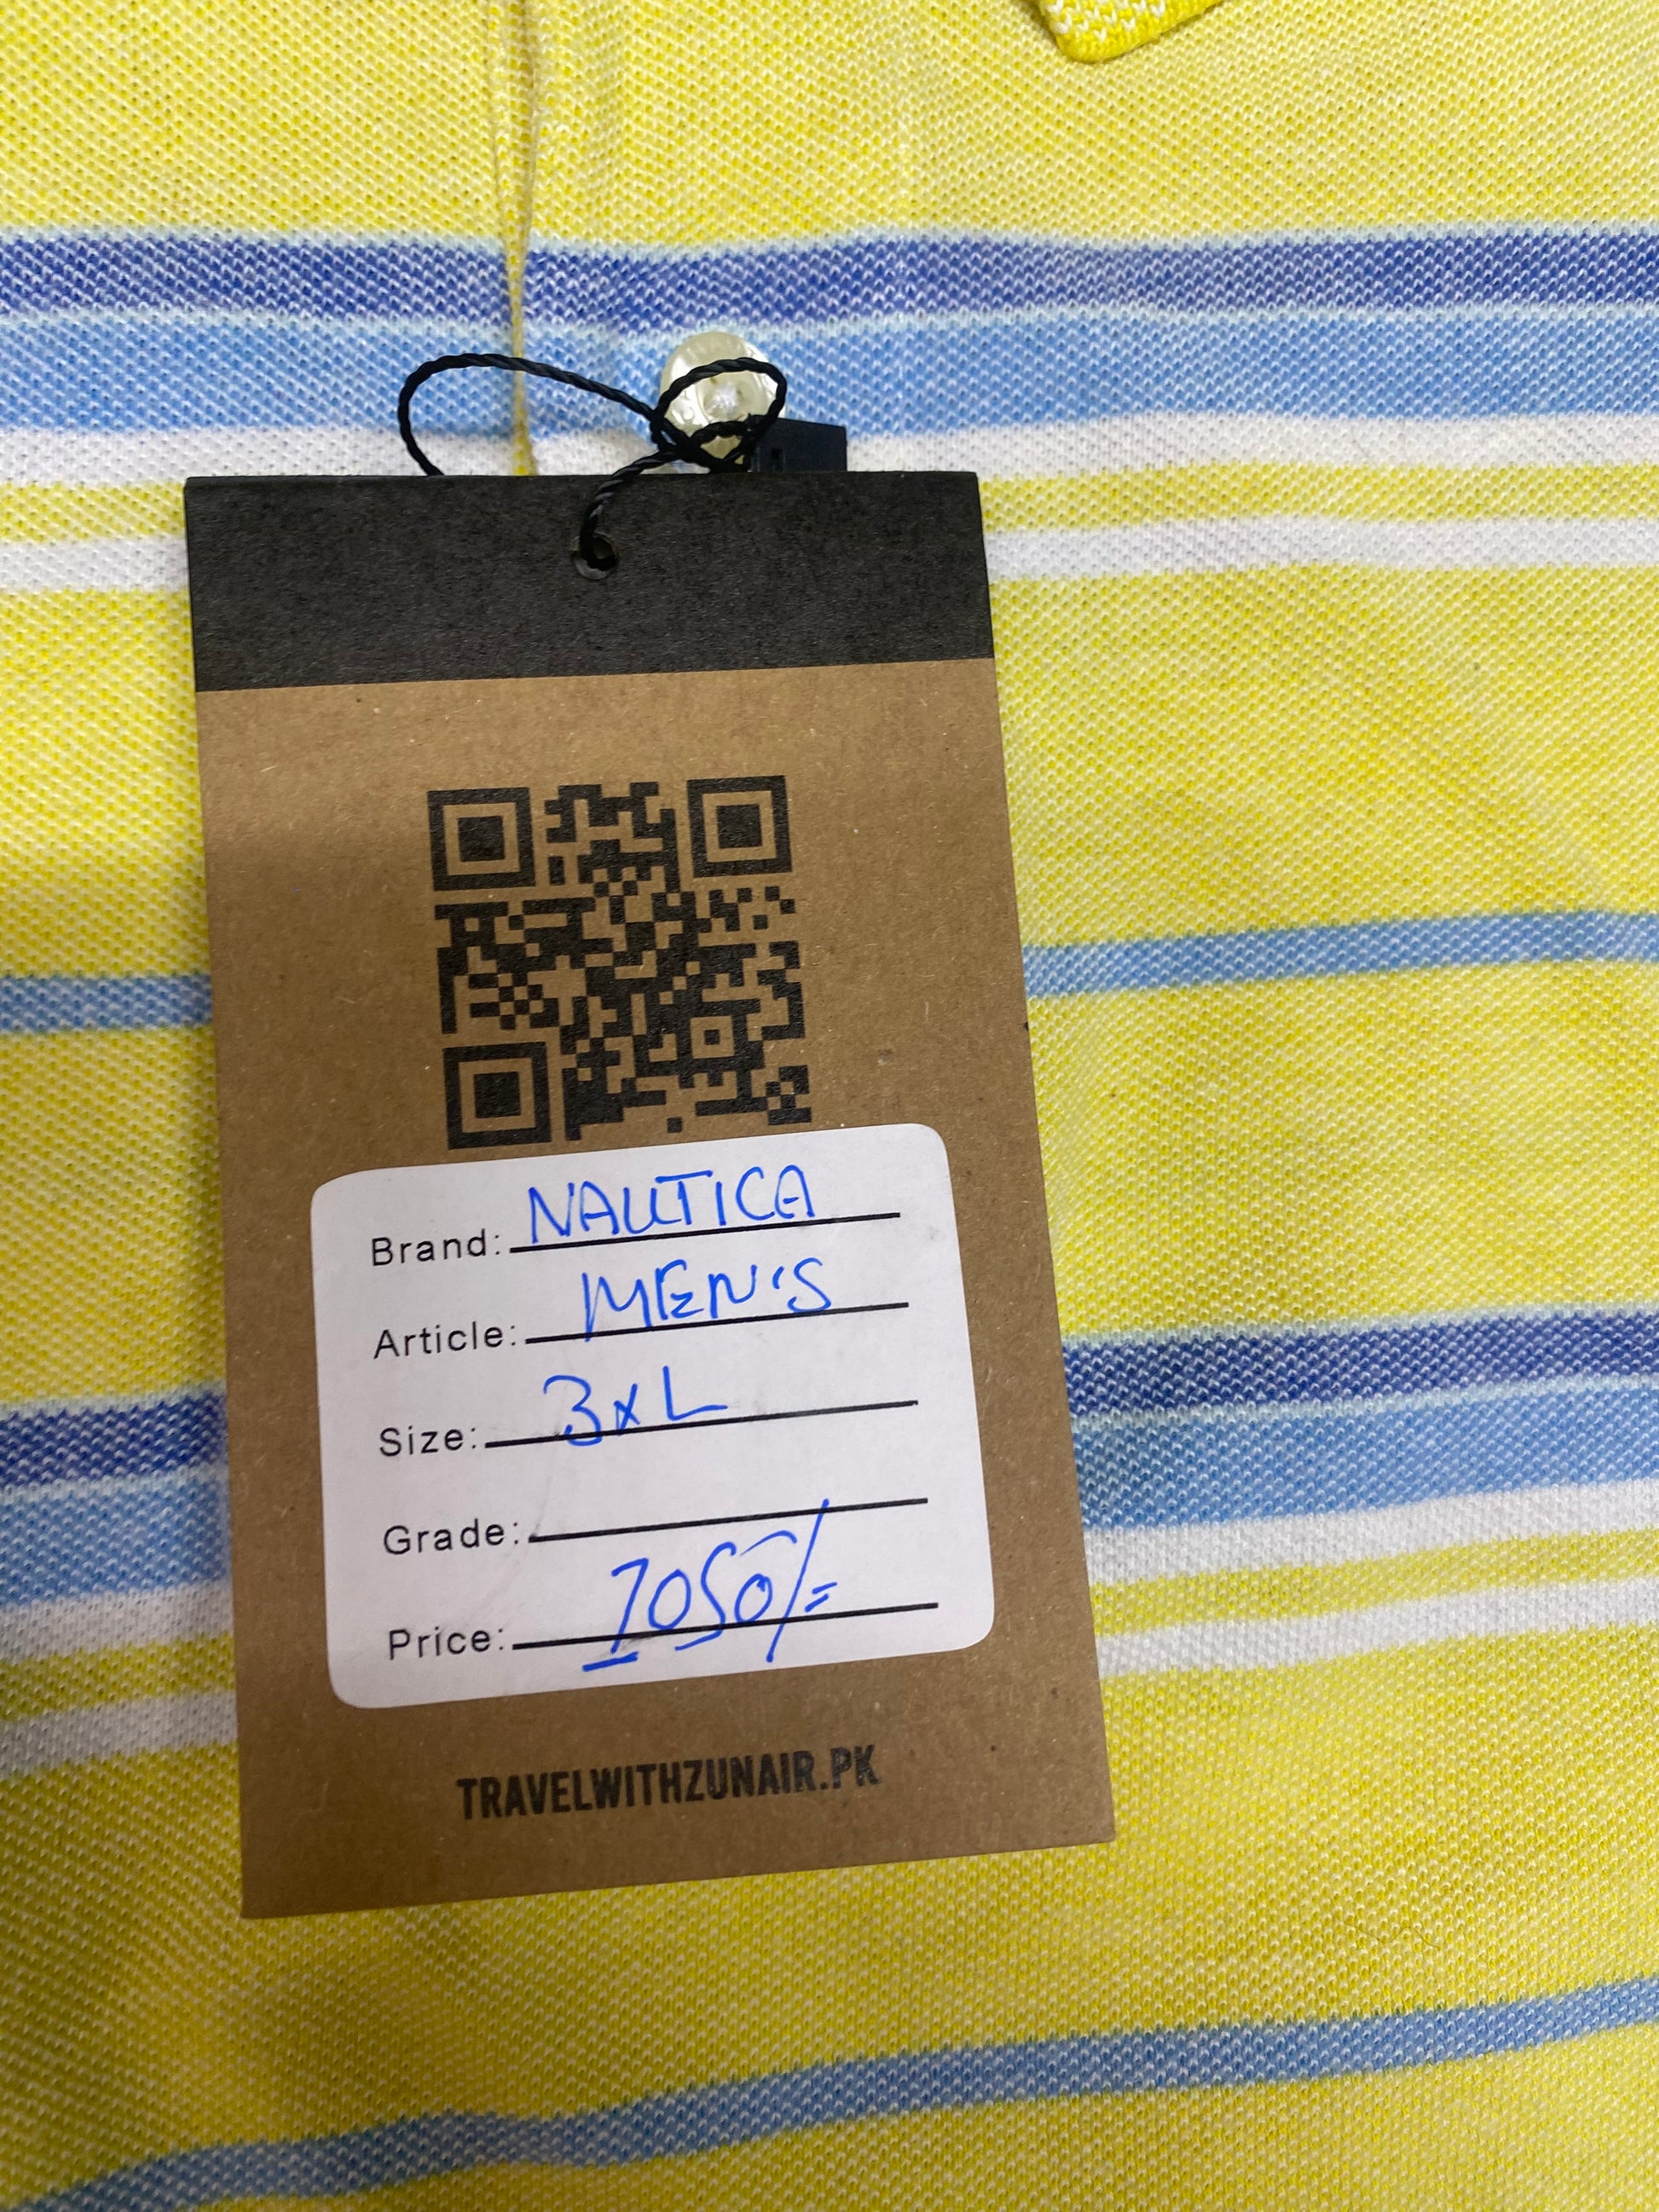 Brand: NAUTICA
Article: MEN'S
Size: 3xL
Grade:
Price: 1050/=
TRAVELWITHZUNAIR.PK